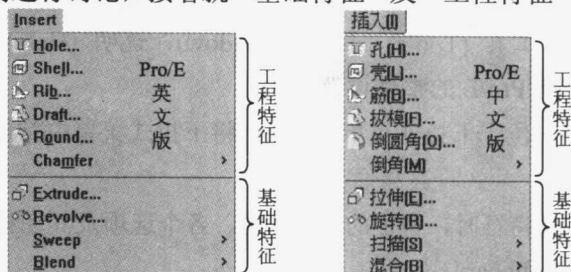 Insert
Hole...
Shell...
Rib...
Draft...
Round...
Chamfer
Extrude...
Revolve...
Sweep
Blend
Pro/E
英
文
版
工程特征
基础特征
插入(I)
孔(H)...
壳(L)...
筋(B)...
拔模(F)...
倒圆角(O)...
倒角(M)
拉伸(E)...
旋转(R)...
扫描(S)
混合(B)
Pro/E
中
文
版
工程特征
基础特征